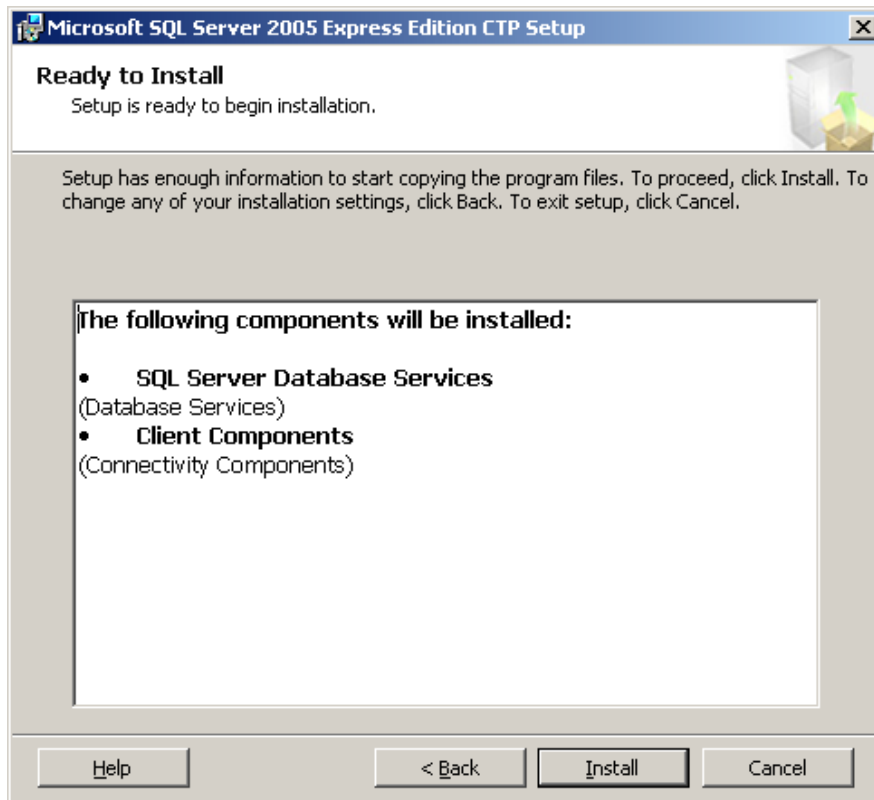 Microsoft SQL Server 2005 Express Edition CTP Setup
Ready to Install
Setup is ready to begin installation.
Setup has enough information to start copying the program files. To proceed, click Install. To
change any of your installation settings, click Back. To exit setup, click Cancel.
The following components will be installed:
• SQL Server Database Services
(Database Services)
• Client Components
(Connectivity Components)
Help < Back Install Cancel